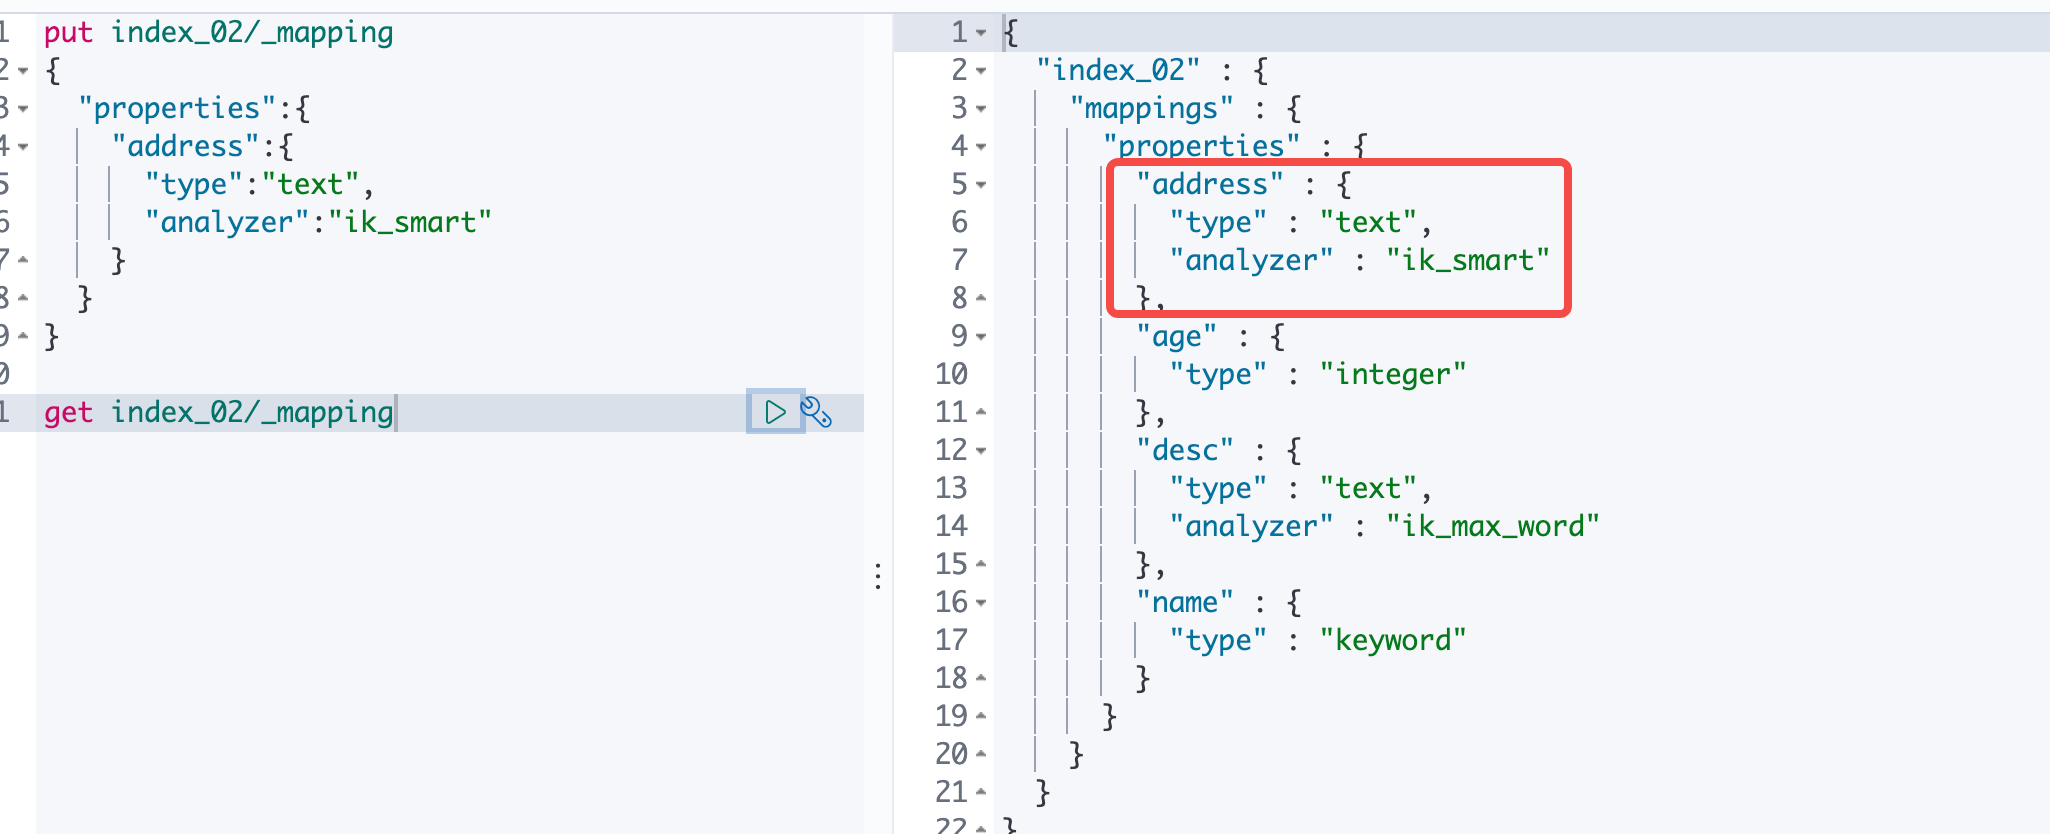 1 put index_02/_mapping
2 {
3 "properties":{
4 "address":{
5 "type":"text",
6 "analyzer":"ik_smart"
7 }
8 }
9 }
0
1 get index_02/_mapping
1 {
2 "index_02" : {
3 "mappings" : {
4 "properties" : {
5 "address" : {
6 "type" : "text",
7 "analyzer" : "ik_smart"
8 },
9 "age" : {
10 "type" : "integer"
11 },
12 "desc" : {
13 "type" : "text",
14 "analyzer" : "ik_max_word"
15 },
16 "name" : {
17 "type" : "keyword"
18 }
19 }
20 }
21 }
22 }